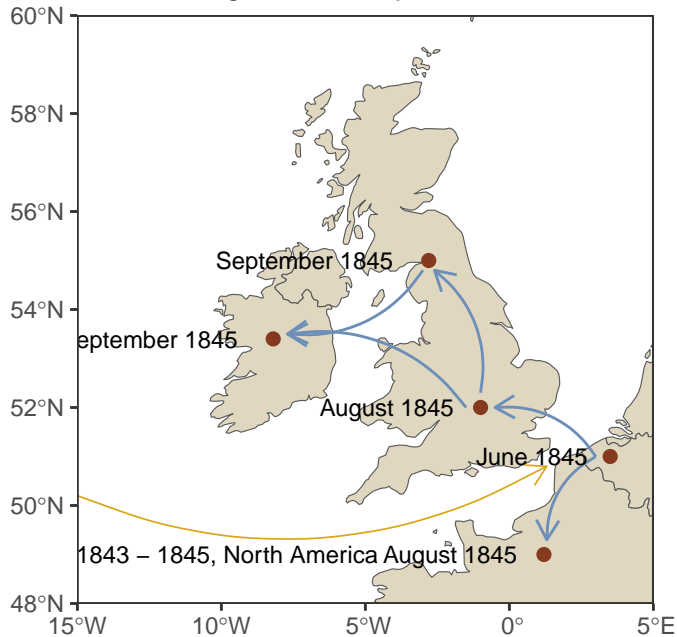 60°N
58°N
56°N
September 1845
54°N
eptember 1845
52°N
August 1845
June 1845
50°N
1843 – 1845, North America August 1845
48°N
15°W 10°W 5°W 0° 5°E